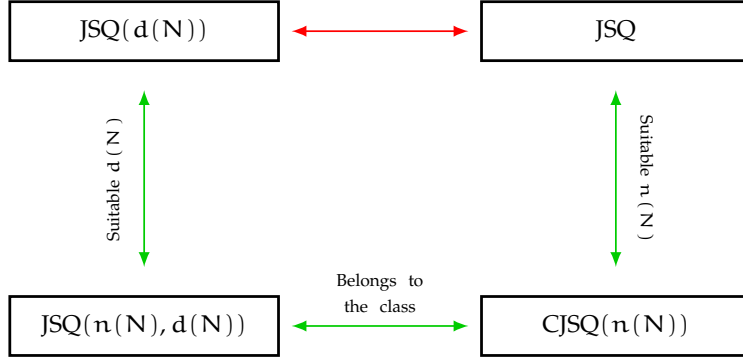 JSQ(d(N))
JSQ
Suitable d(N)
Suitable n(N)
Belongs to
the class
JSQ(n(N), d(N))
CJSQ(n(N))